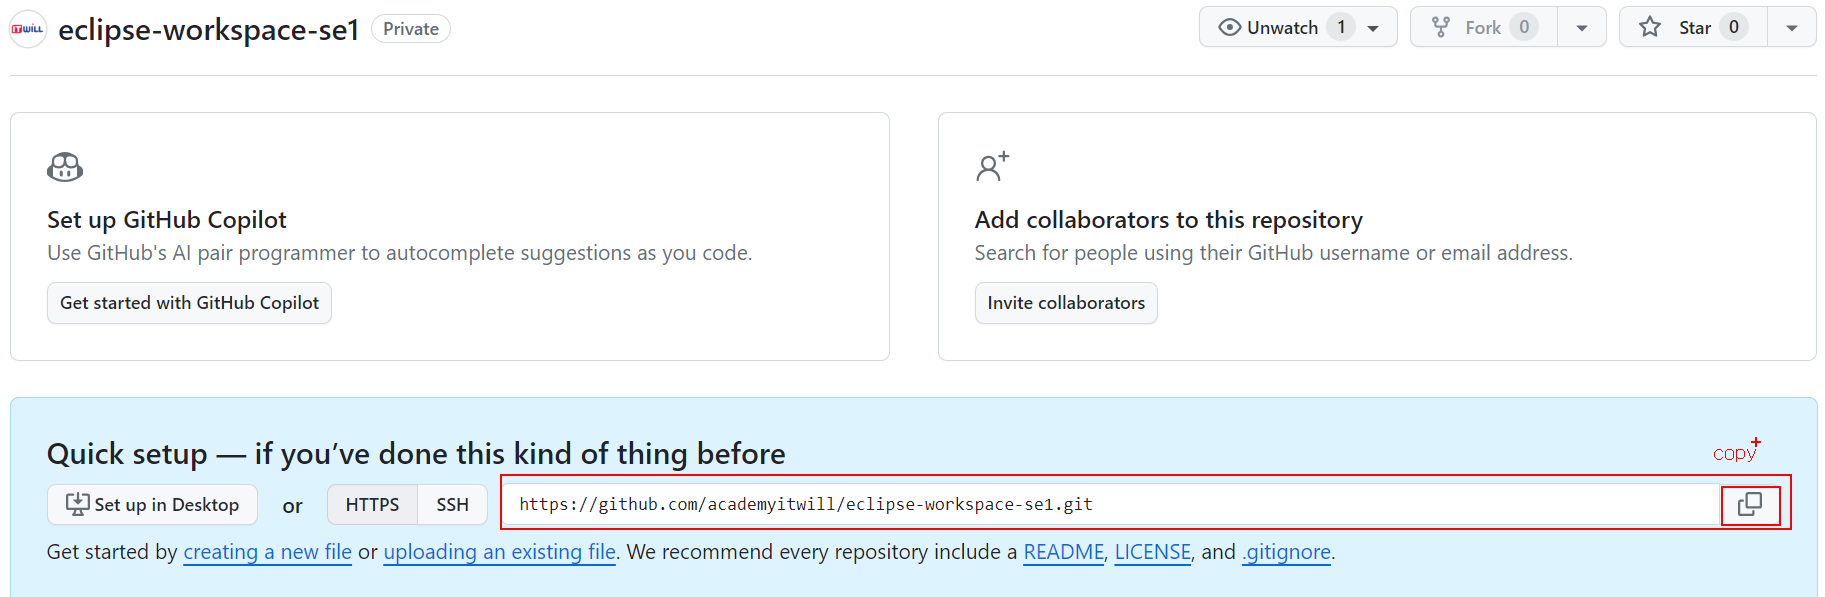 ITWILL
eclipse-workspace-se1 Private
Unwatch 1
Fork 0
Star 0
Set up GitHub Copilot
Use GitHub's AI pair programmer to autocomplete suggestions as you code.
Get started with GitHub Copilot
Add collaborators to this repository
Search for people using their GitHub username or email address.
Invite collaborators
Quick setup — if you’ve done this kind of thing before
copy
Set up in Desktop or HTTPS SSH https://github.com/academyitwill/eclipse-workspace-se1.git
Get started by creating a new file or uploading an existing file. We recommend every repository include a README, LICENSE, and .gitignore.